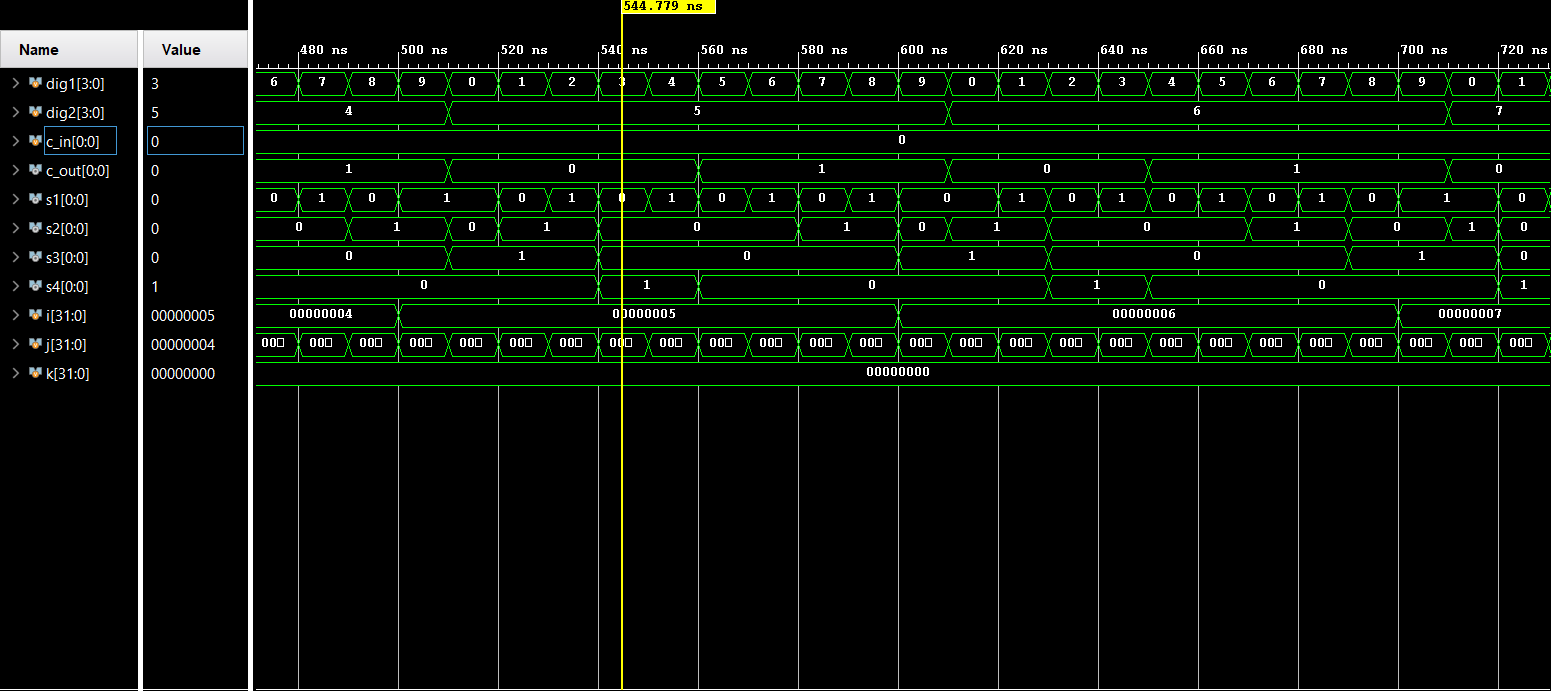 544.779 ns
Name Value
480 ns 500 ns 520 ns 540 ns 560 ns 580 ns 600 ns 620 ns 640 ns 660 ns 680 ns 700 ns 720 ns
dig1[3:0] 3 6 7 8 9 0 1 2 3 4 5 6 7 8 9 0 1 2 3 4 5 6 7 8 9 0 1
dig2[3:0] 5 4 5 6 7
c_in[0:0] 0 0
c_out[0:0] 0 1 0 1 0 1 0
s1[0:0] 0 0 1 0 1 0 1 0 1 0 1 0 1 0 1 0 1 0 1 0 1 0 1 0
s2[0:0] 0 0 1 0 1 0 1 0 1 0 1 0 1 0
s3[0:0] 0 0 1 0 1 0 1 0
s4[0:0] 1 0 1 0 1 0 1
i[31:0] 00000005 00000004 00000005 00000006 00000007
j[31:0] 00000004 00 00 00 00 00 00 00 00 00 00 00 00 00 00 00 00 00 00 00 00 00 00 00 00 00 00
k[31:0] 00000000 00000000